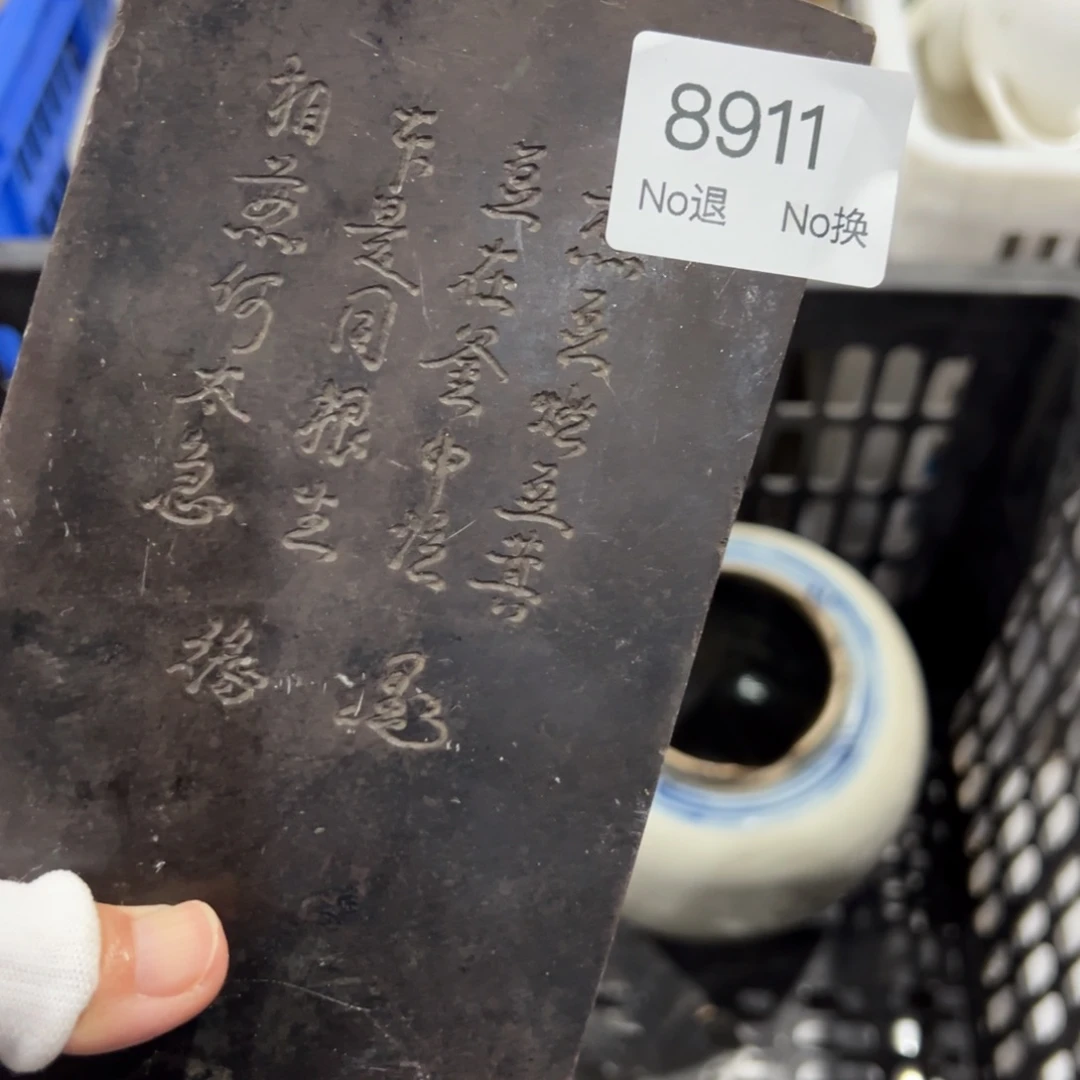 8911
No退 No换
煮豆燃豆萁
豆在釜中泣
本是同根生
相煎何太急